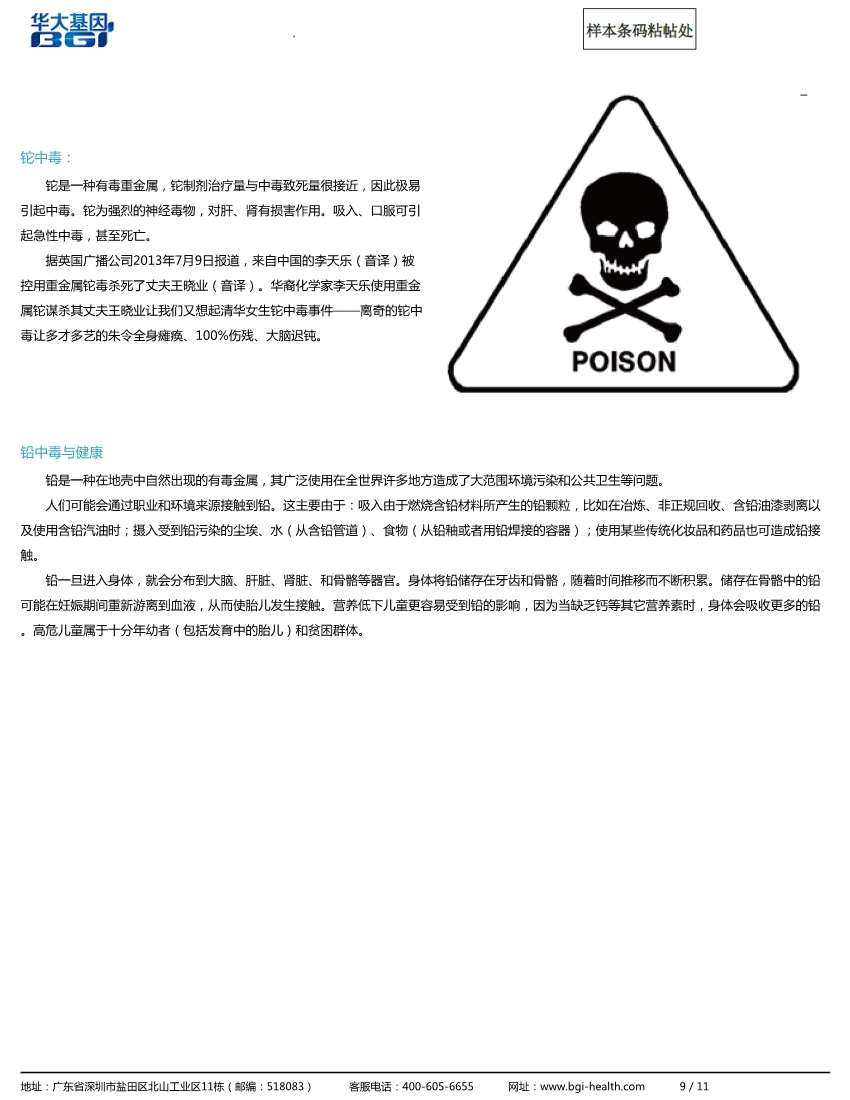 华大基因
BGI
样本条码粘帖处
铊中毒：
铊是一种有毒重金属，铊制剂治疗量与中毒致死量很接近，因此极易
引起中毒。铊为强烈的神经毒物，对肝、肾有损害作用。吸入、口服可引
起急性中毒，甚至死亡。
据英国广播公司2013年7月9日报道，来自中国的李天乐（音译）被
控用重金属铊毒杀死了丈夫王晓业（音译）。华裔化学家李天乐使用重金
属铊谋杀其丈夫王晓业让我们又想起清华女生铊中毒事件——离奇的铊中
毒让多才多艺的朱令全身瘫痪、100%伤残、大脑迟钝。
POISON
铅中毒与健康
铅是一种在地壳中自然出现的有毒金属，其广泛使用在全世界许多地方造成了大范围环境污染和公共卫生等问题。
人们可能会通过职业和环境来源接触到铅。这主要由于：吸入由于燃烧含铅材料所产生的铅颗粒，比如在冶炼、非正规回收、含铅油漆剥离以
及使用含铅汽油时；摄入受到铅污染的尘埃、水（从含铅管道）、食物（从铅釉或者用铅焊接的容器）；使用某些传统化妆品和药品也可造成铅接
触。
铅一旦进入身体，就会分布到大脑、肝脏、肾脏、和骨骼等器官。身体将铅储存在牙齿和骨骼，随着时间推移而不断积累。储存在骨骼中的铅
可能在妊娠期间重新游离到血液，从而使胎儿发生接触。营养低下儿童更容易受到铅的影响，因为当缺乏钙等其它营养素时，身体会吸收更多的铅
。高危儿童属于十分年幼者（包括发育中的胎儿）和贫困群体。
地址：广东省深圳市盐田区北山工业区11栋（邮编：518083） 客服电话：400-605-6655 网址：www.bgi-health.com 9 / 11